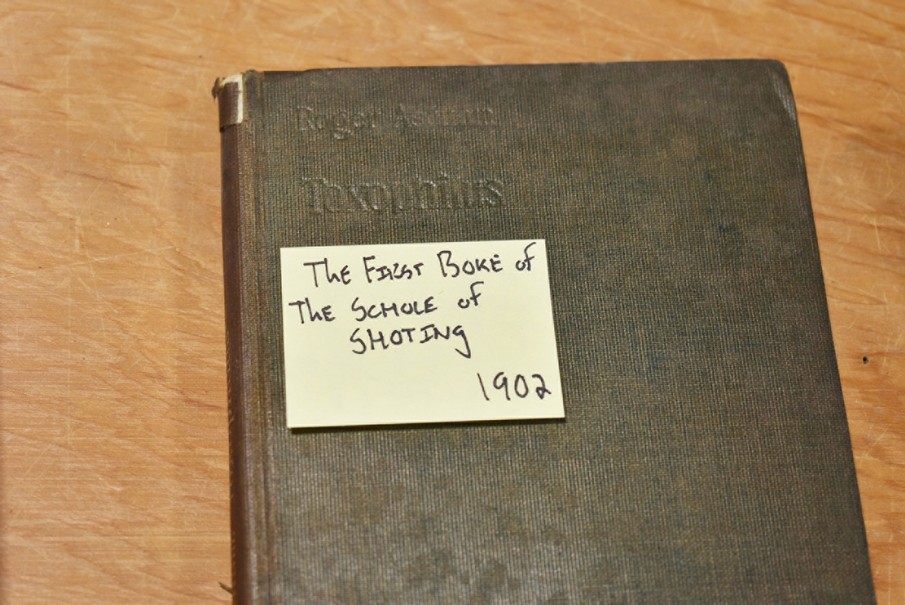 Roger Ascham
Toxophilus
The First Boke of
The Schole of
Shoting
1902